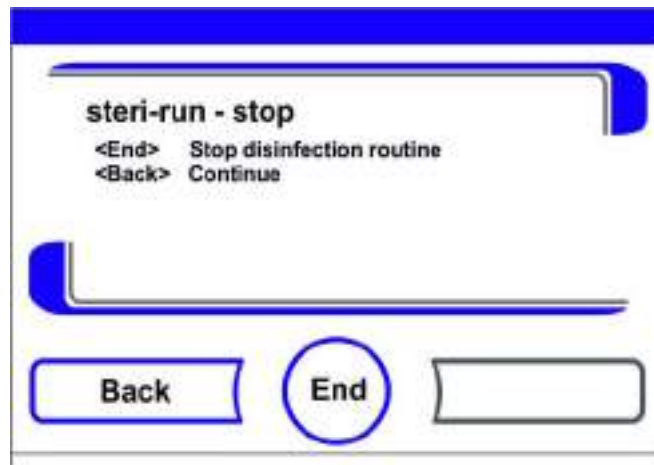 steri-run - stop
<End> Stop disinfection routine
<Back> Continue
Back End